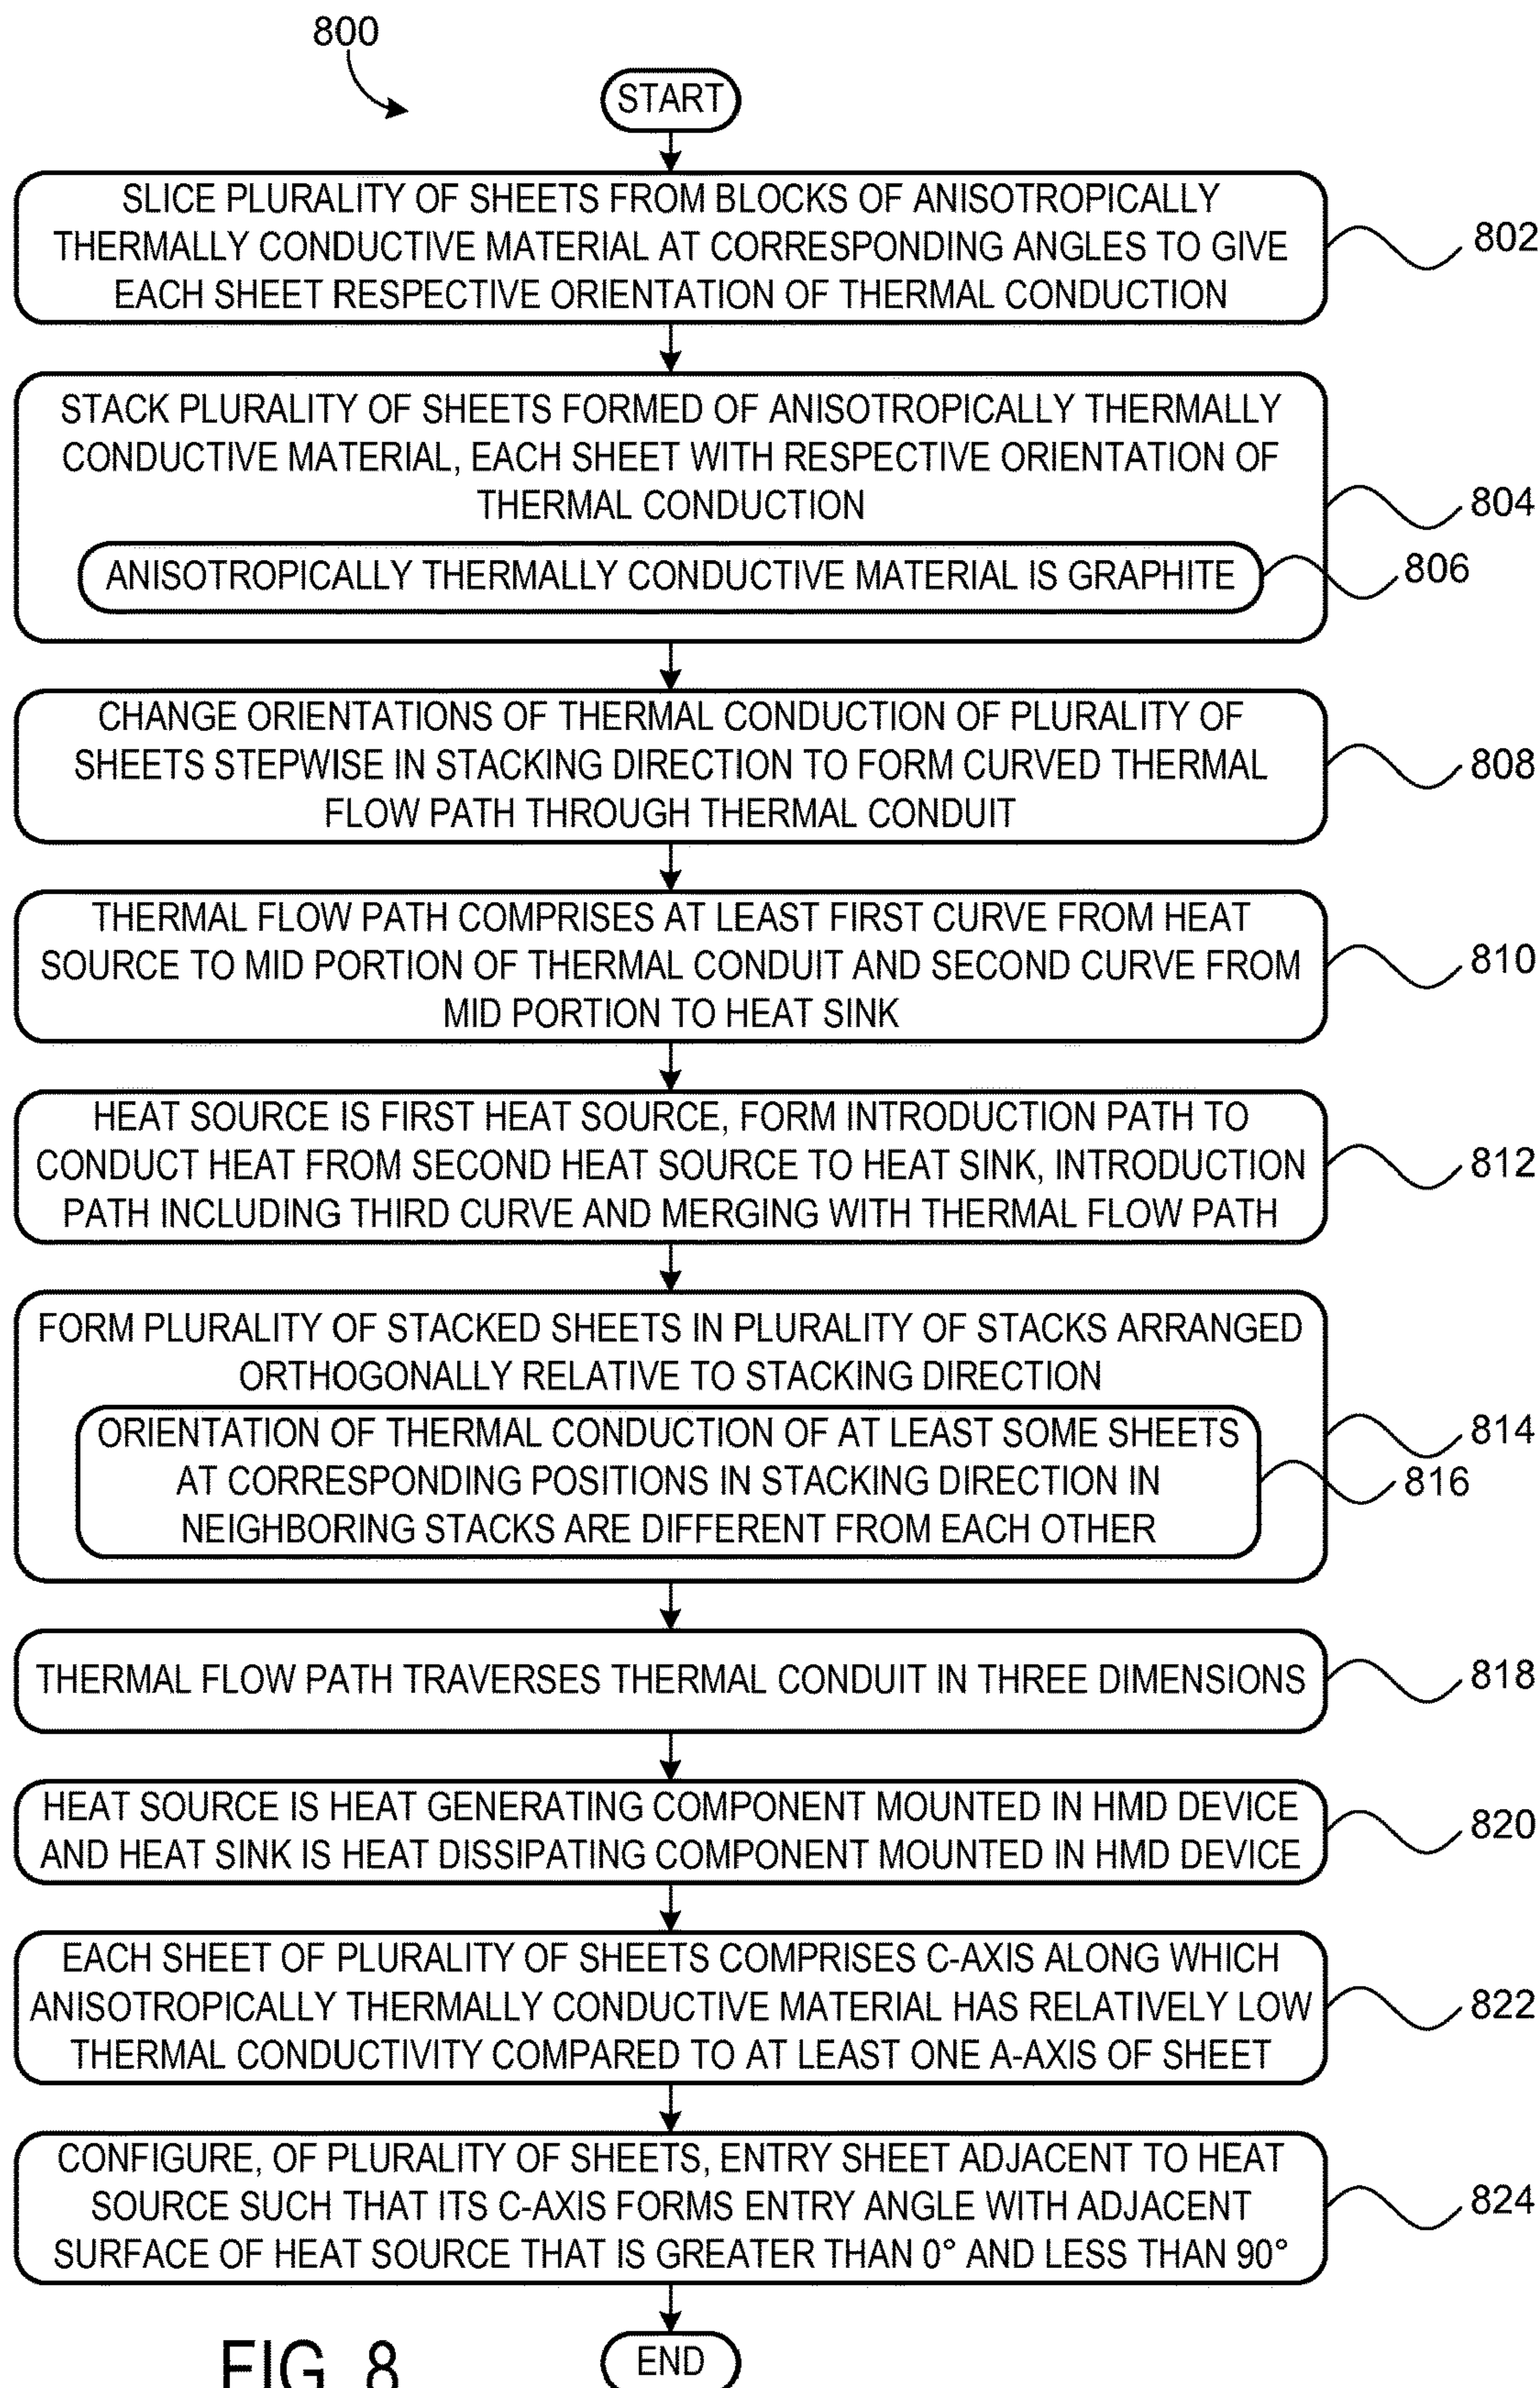 800
START
SLICE PLURALITY OF SHEETS FROM BLOCKS OF ANISOTROPICALLY
THERMALLY CONDUCTIVE MATERIAL AT CORRESPONDING ANGLES TO GIVE
EACH SHEET RESPECTIVE ORIENTATION OF THERMAL CONDUCTION
802
STACK PLURALITY OF SHEETS FORMED OF ANISOTROPICALLY THERMALLY
CONDUCTIVE MATERIAL, EACH SHEET WITH RESPECTIVE ORIENTATION OF
THERMAL CONDUCTION
804
ANISOTROPICALLY THERMALLY CONDUCTIVE MATERIAL IS GRAPHITE
806
CHANGE ORIENTATIONS OF THERMAL CONDUCTION OF PLURALITY OF
SHEETS STEPWISE IN STACKING DIRECTION TO FORM CURVED THERMAL
FLOW PATH THROUGH THERMAL CONDUIT
808
THERMAL FLOW PATH COMPRISES AT LEAST FIRST CURVE FROM HEAT
SOURCE TO MID PORTION OF THERMAL CONDUIT AND SECOND CURVE FROM
MID PORTION TO HEAT SINK
810
HEAT SOURCE IS FIRST HEAT SOURCE, FORM INTRODUCTION PATH TO
CONDUCT HEAT FROM SECOND HEAT SOURCE TO HEAT SINK, INTRODUCTION
PATH INCLUDING THIRD CURVE AND MERGING WITH THERMAL FLOW PATH
812
FORM PLURALITY OF STACKED SHEETS IN PLURALITY OF STACKS ARRANGED
ORTHOGONALLY RELATIVE TO STACKING DIRECTION
814
ORIENTATION OF THERMAL CONDUCTION OF AT LEAST SOME SHEETS
AT CORRESPONDING POSITIONS IN STACKING DIRECTION IN
NEIGHBORING STACKS ARE DIFFERENT FROM EACH OTHER
816
THERMAL FLOW PATH TRAVERSES THERMAL CONDUIT IN THREE DIMENSIONS
818
HEAT SOURCE IS HEAT GENERATING COMPONENT MOUNTED IN HMD DEVICE
AND HEAT SINK IS HEAT DISSIPATING COMPONENT MOUNTED IN HMD DEVICE
820
EACH SHEET OF PLURALITY OF SHEETS COMPRISES C-AXIS ALONG WHICH
ANISOTROPICALLY THERMALLY CONDUCTIVE MATERIAL HAS RELATIVELY LOW
THERMAL CONDUCTIVITY COMPARED TO AT LEAST ONE A-AXIS OF SHEET
822
CONFIGURE, OF PLURALITY OF SHEETS, ENTRY SHEET ADJACENT TO HEAT
SOURCE SUCH THAT ITS C-AXIS FORMS ENTRY ANGLE WITH ADJACENT
SURFACE OF HEAT SOURCE THAT IS GREATER THAN 0° AND LESS THAN 90°
824
END
FIG. 8